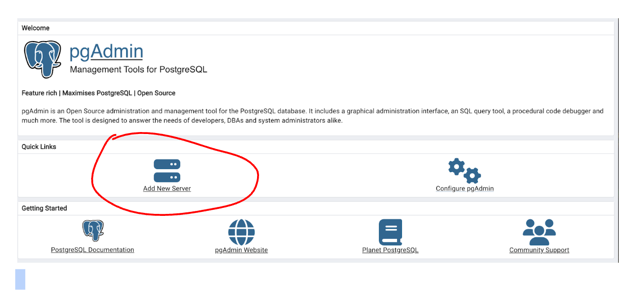 Welcome
pgAdmin
Management Tools for PostgreSQL
Feature rich | Maximises PostgreSQL | Open Source
pgAdmin is an Open Source administration and management tool for the PostgreSQL database. It includes a graphical administration interface, an SQL query tool, a procedural code debugger and
much more. The tool is designed to answer the needs of developers, DBAs and system administrators alike.
Quick Links
Add New Server
Configure pgAdmin
Getting Started
PostgreSQL Documentation
pgAdmin Website
Planet PostgreSQL
Community Support